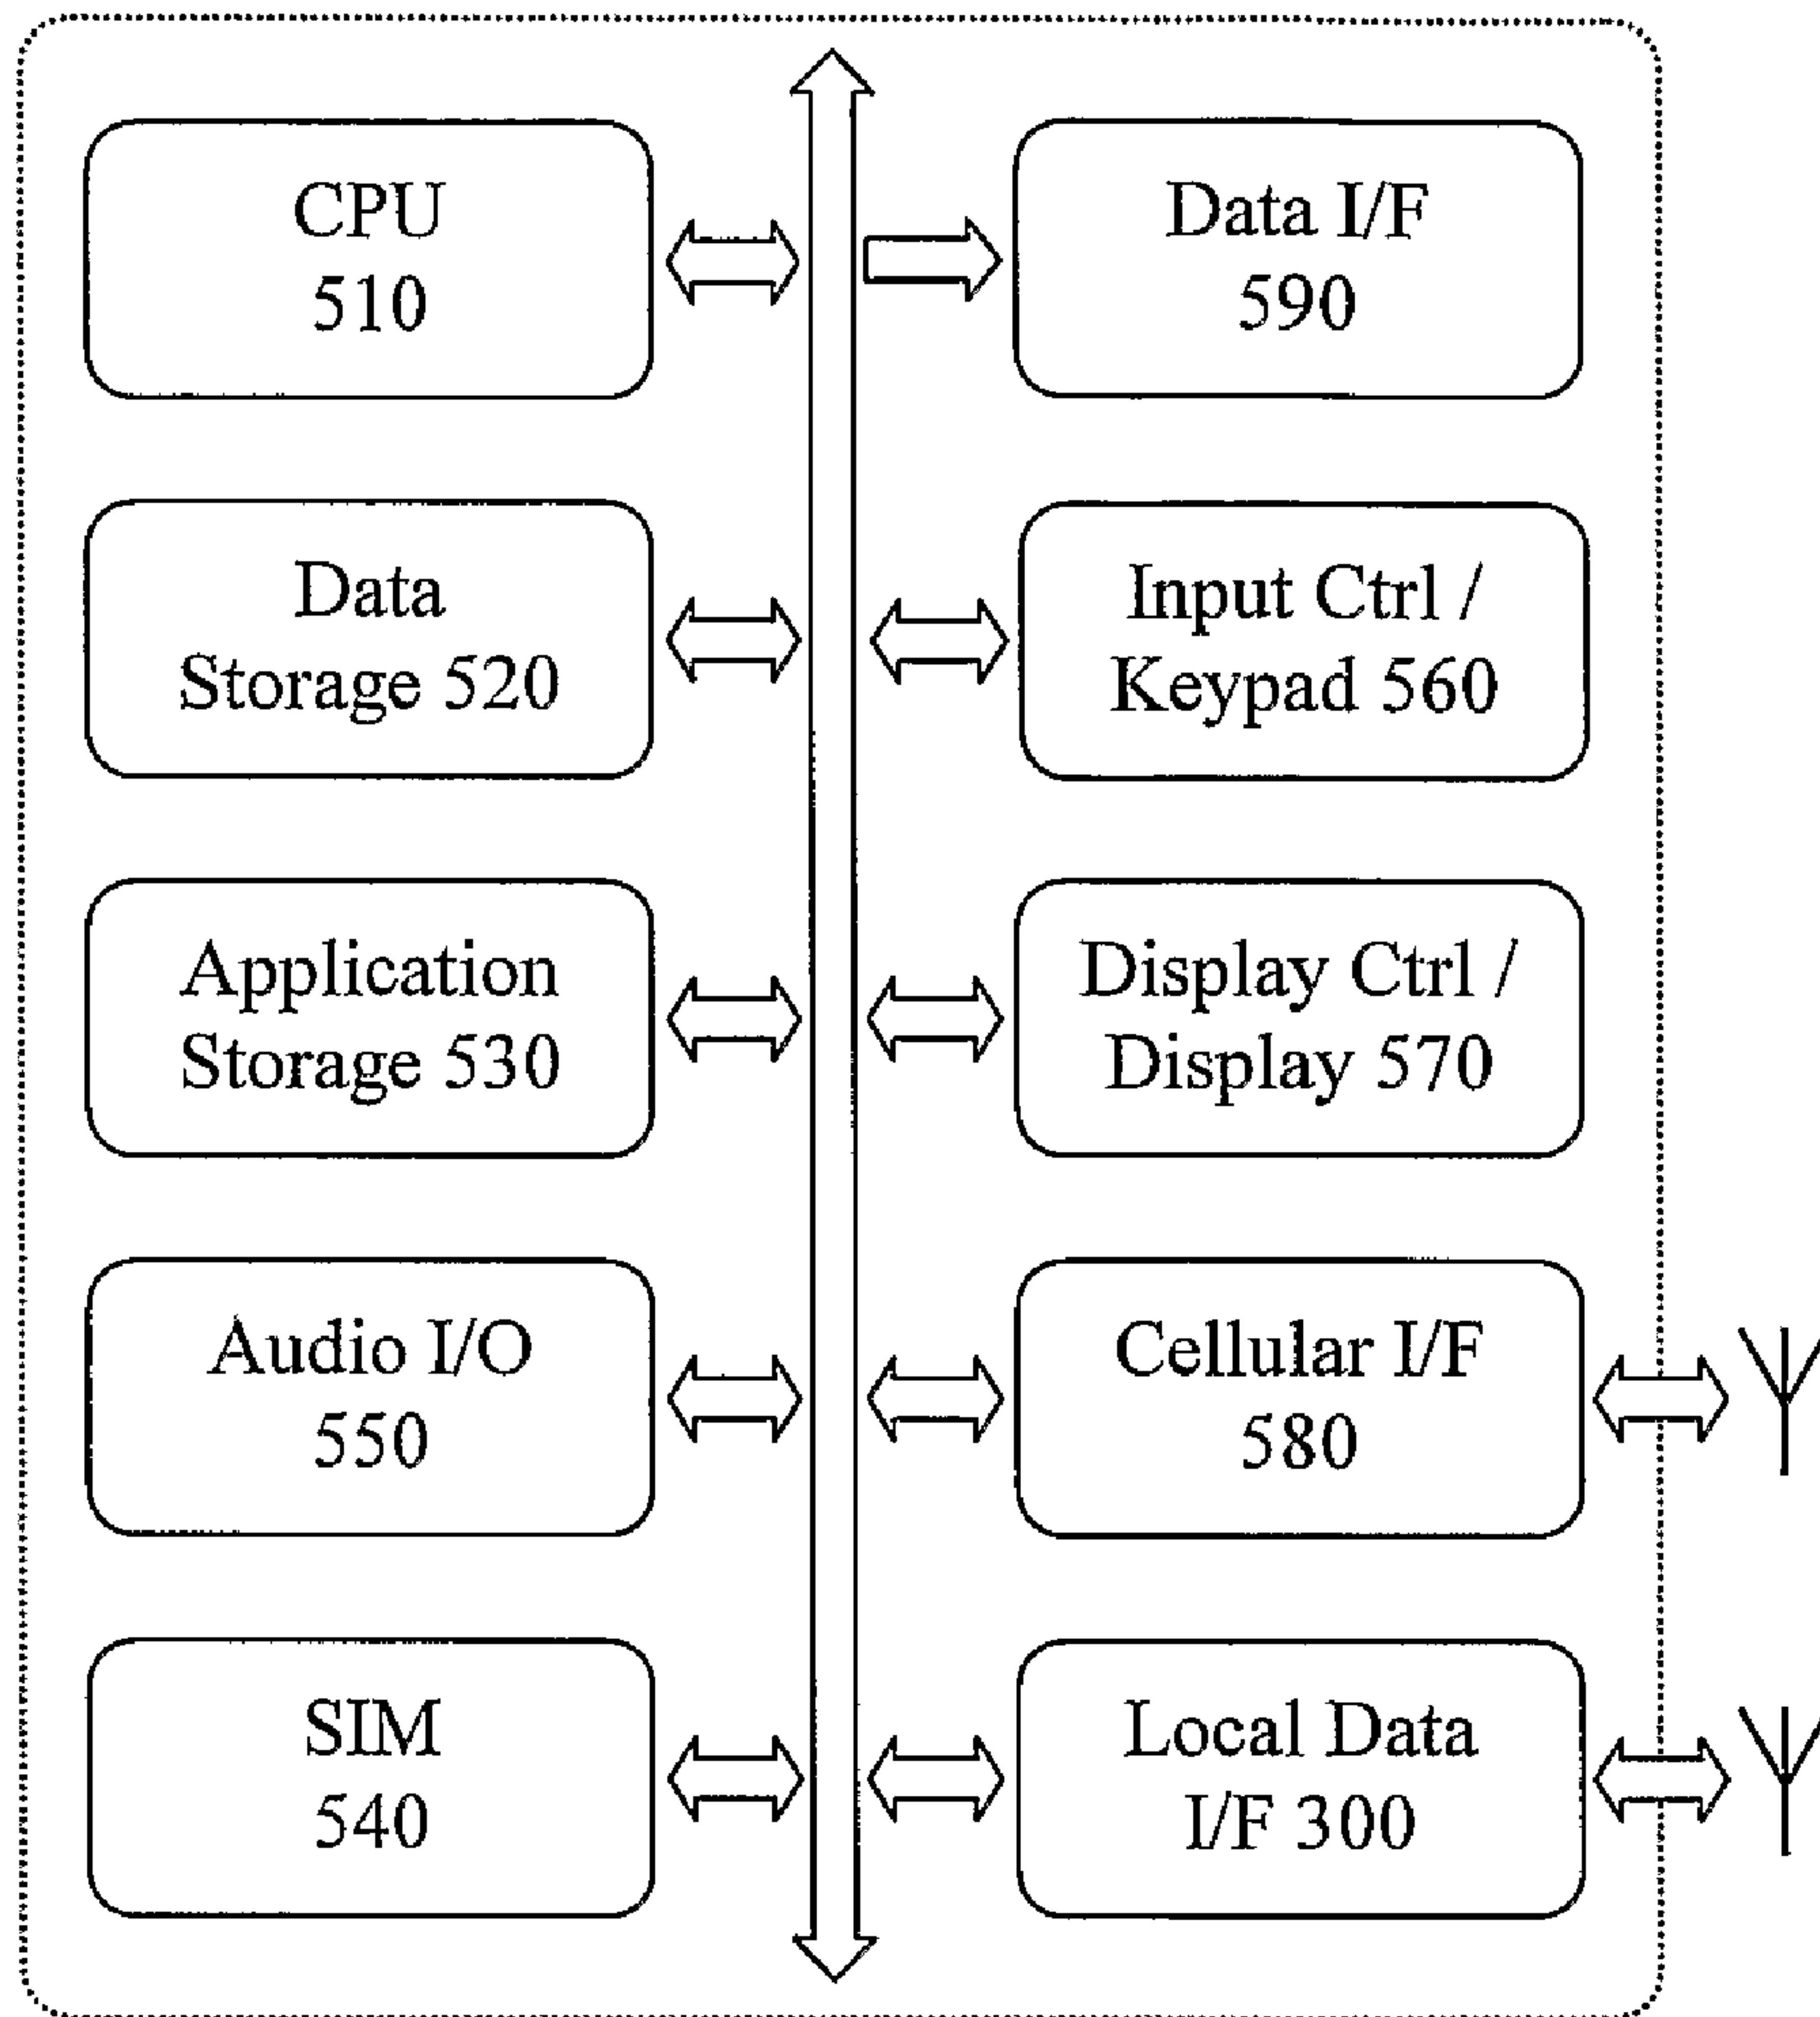 CPU
510
Data I/F
590
Data
Storage 520
Input Ctrl /
Keypad 560
Application
Storage 530
Display Ctrl /
Display 570
Audio I/O
550
Cellular I/F
580
SIM
540
Local Data
I/F 300